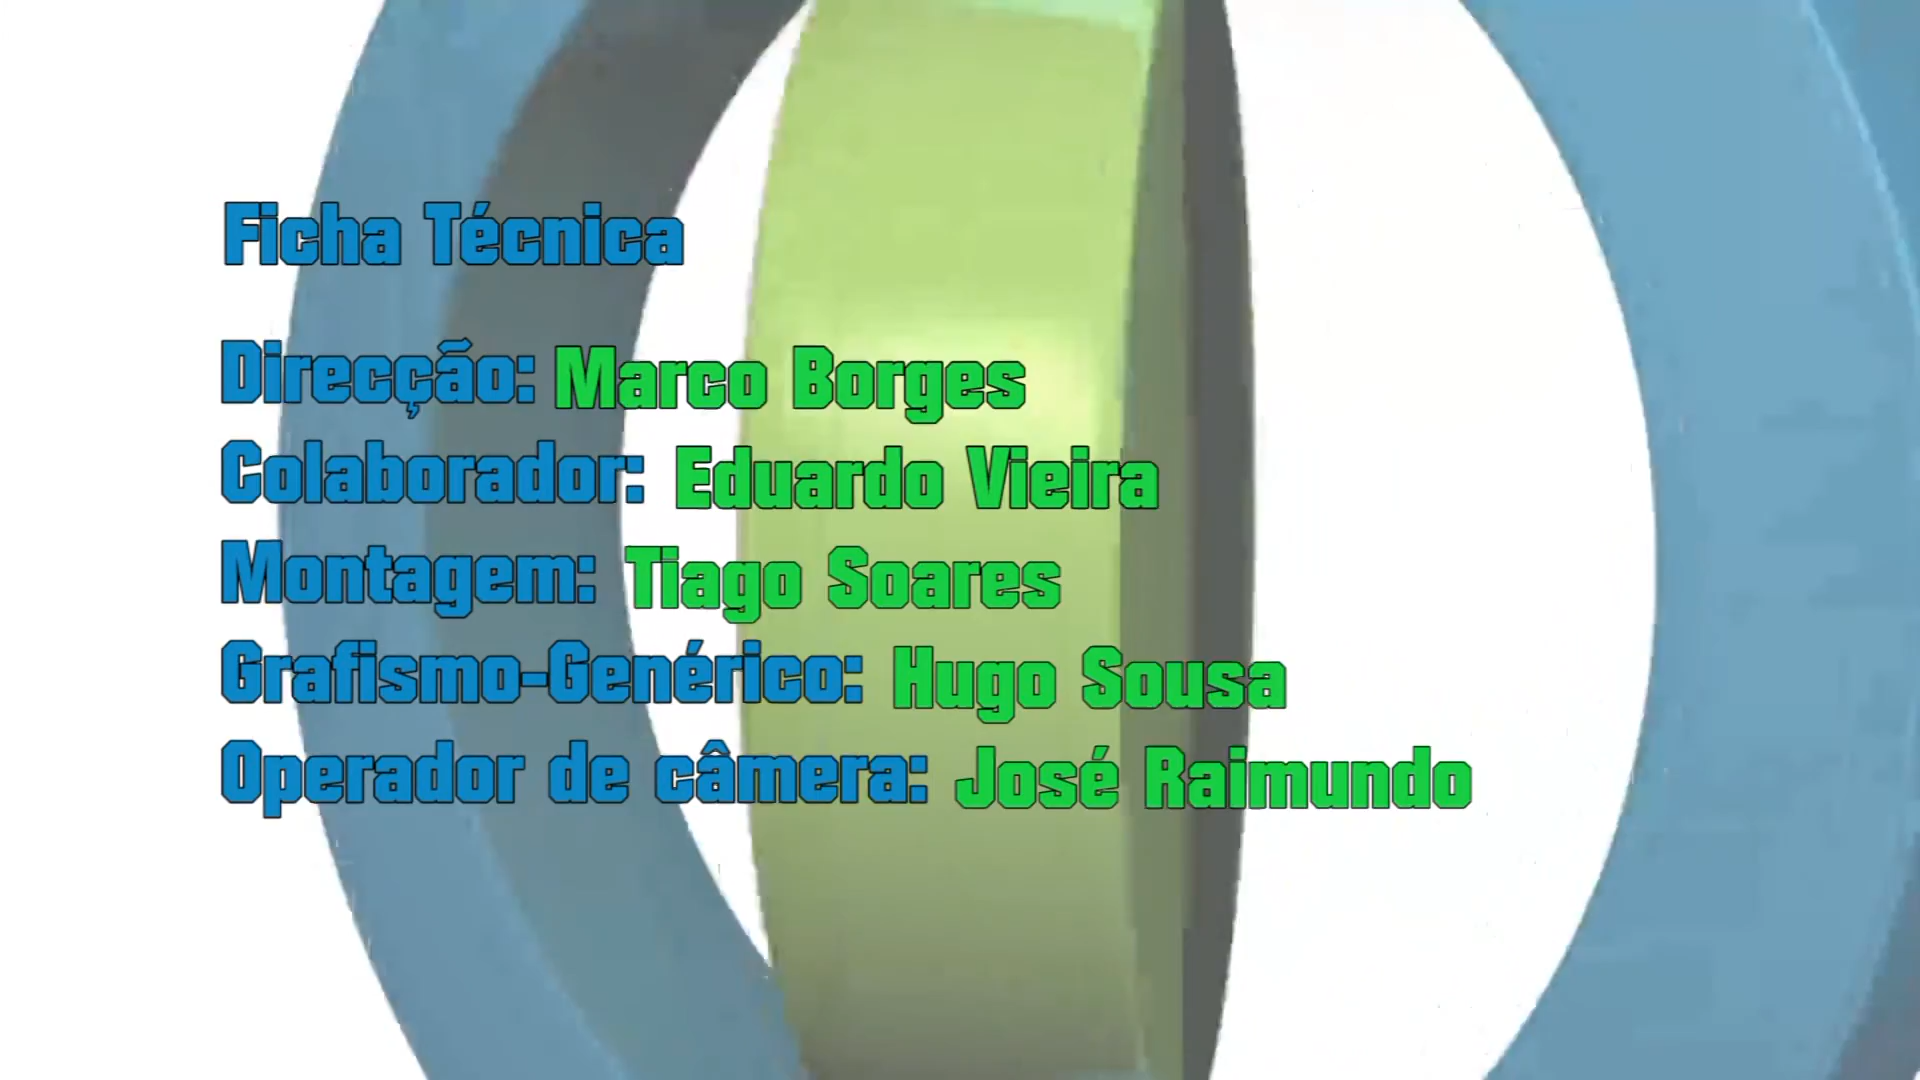 Ficha Técnica
Direcção: Marco Borges
Colaborador: Eduardo Vieira
Montagem: Tiago Soares
Grafismo-Genérico: Hugo Sousa
Operador de câmera: José Raimundo